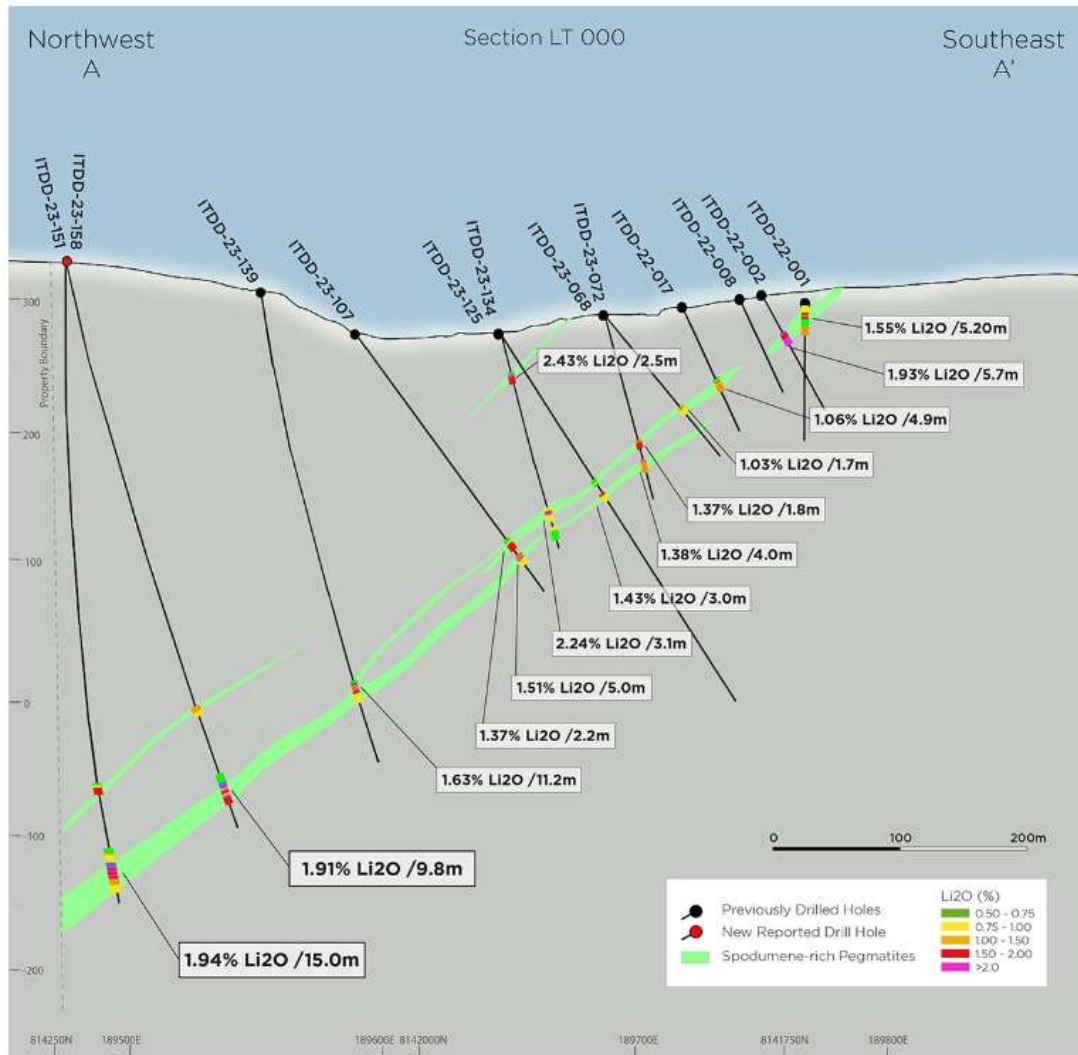 Northwest
A
Section LT 000
Southeast
A'
ITDD-23-151
ITDD-23-158
ITDD-23-139
ITDD-23-107
ITDD-23-125
ITDD-23-134
ITDD-23-068
ITDD-23-072
ITDD-22-017
ITDD-22-008
ITDD-22-002
ITDD-22-001
Property Boundary
300
200
100
0
-100
-200
1.55% Li2O /5.20m
1.93% Li2O /5.7m
1.06% Li2O /4.9m
1.03% Li2O /1.7m
1.37% Li2O /1.8m
1.38% Li2O /4.0m
1.43% Li2O /3.0m
2.24% Li2O /3.1m
1.51% Li2O /5.0m
1.37% Li2O /2.2m
1.63% Li2O /11.2m
2.43% Li2O /2.5m
1.91% Li2O /9.8m
1.94% Li2O /15.0m
0 100 200m
Previously Drilled Holes
New Reported Drill Hole
Spodumene-rich Pegmatites
Li2O (%)
0.50 - 0.75
0.75 - 1.00
1.00 - 1.50
1.50 - 2.00
>2.0
814250N 189500E 189600E 8142000N 189700E 8141750N 189800E